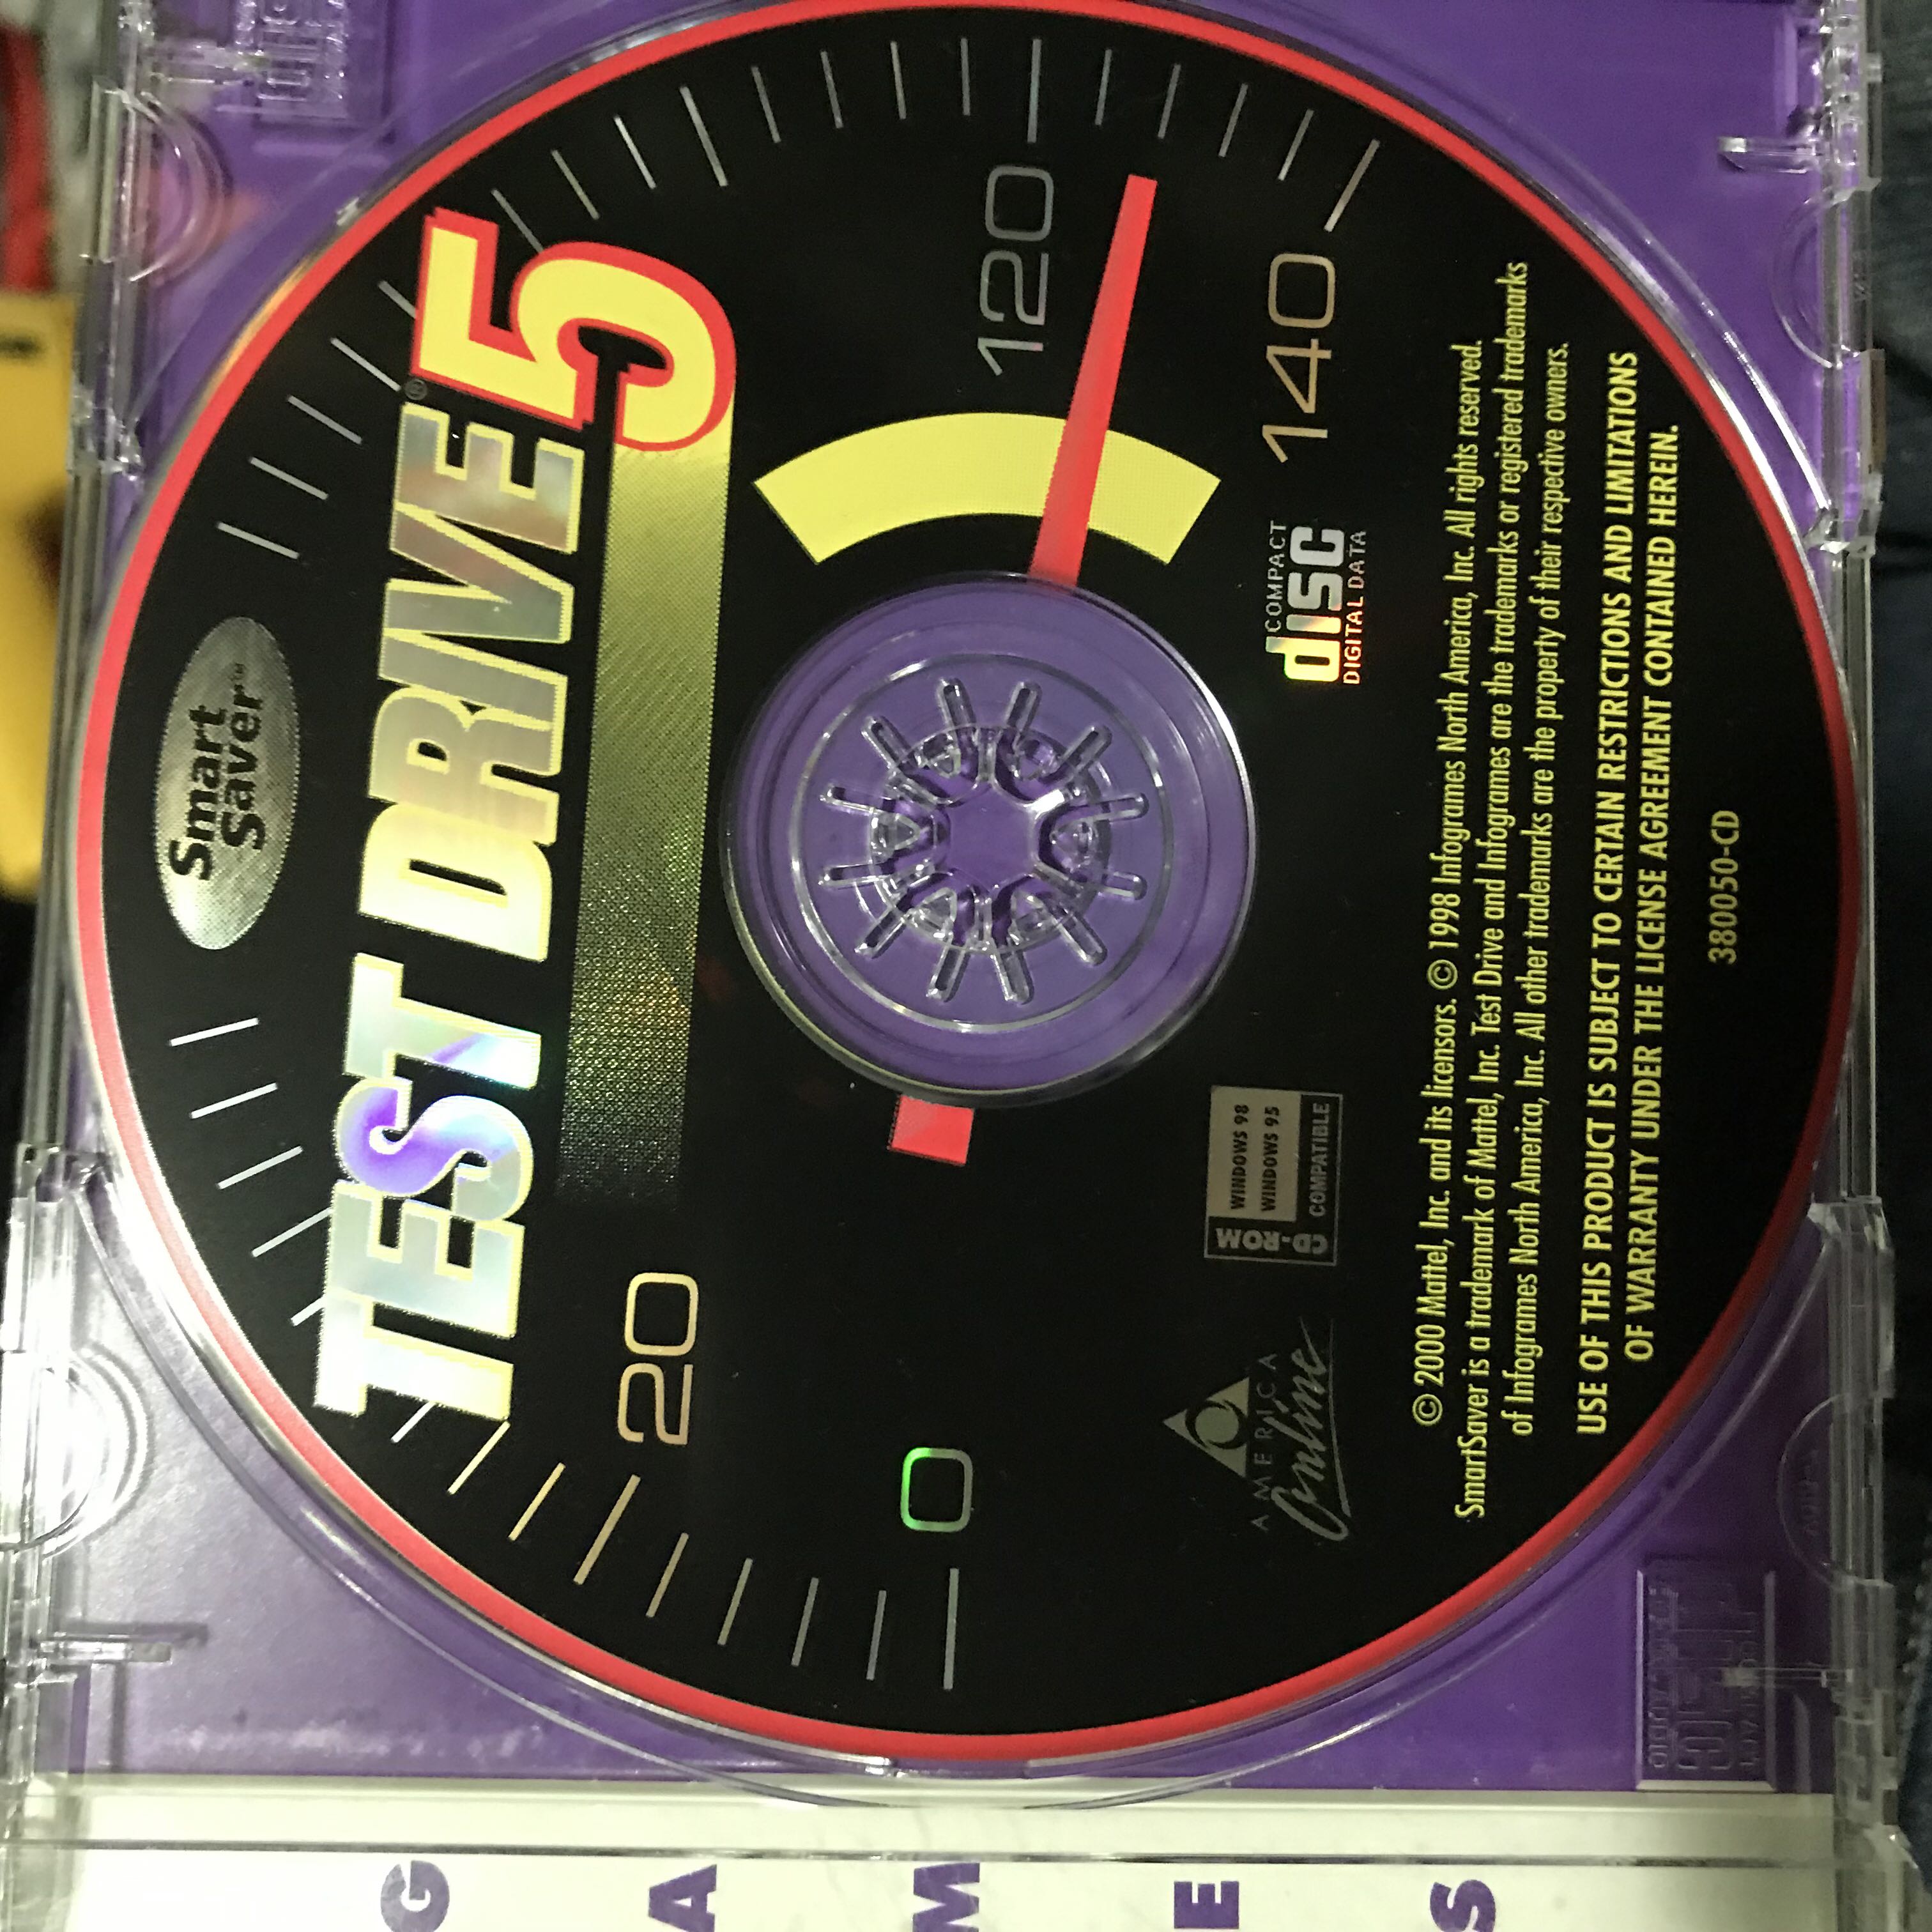 Smart
Saver™
TEST DRIVE® 5
20
0
120
140
AMERICA
Online
CD-ROM
WINDOWS 98
WINDOWS 95
COMPATIBLE
COMPACT
disc
DIGITAL DATA
© 2000 Mattel, Inc. and its licensors. © 1998 Infogrames North America, Inc. All rights reserved.
SmartSaver is a trademark of Mattel, Inc. Test Drive and Infogrames are the trademarks or registered trademarks
of Infogrames North America, Inc. All other trademarks are the property of their respective owners.
USE OF THIS PRODUCT IS SUBJECT TO CERTAIN RESTRICTIONS AND LIMITATIONS
OF WARRANTY UNDER THE LICENSE AGREEMENT CONTAINED HEREIN.
380050-CD
GAMES